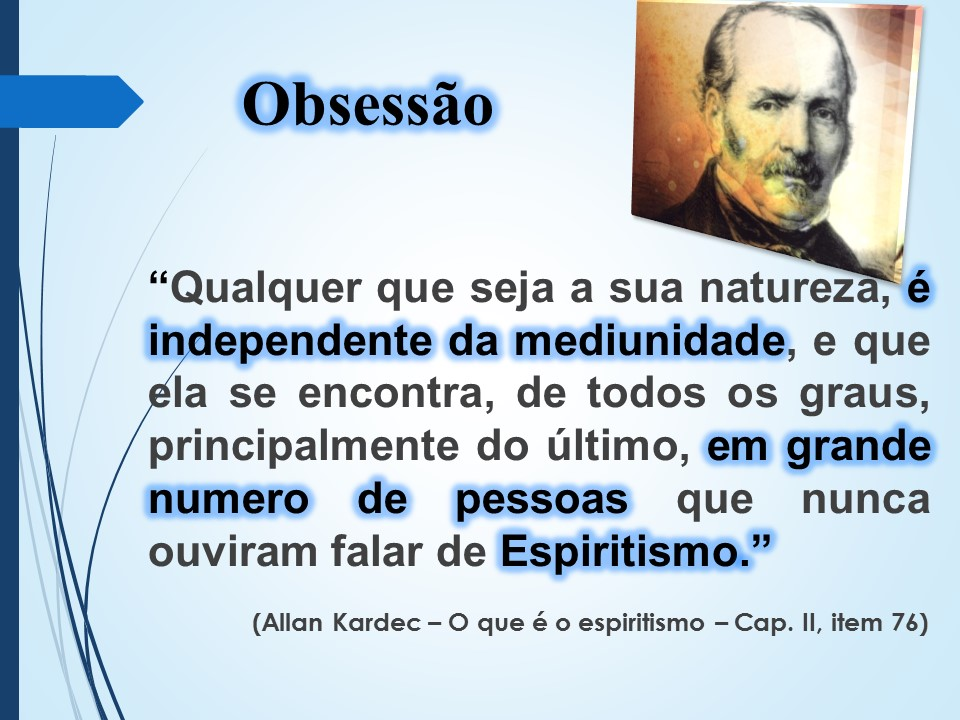 Obsessão
“Qualquer que seja a sua natureza, é
independente da mediunidade, e que
ela se encontra, de todos os graus,
principalmente do último, em grande
numero de pessoas que nunca
ouviram falar de Espiritismo.”
(Allan Kardec – O que é o espiritismo – Cap. II, item 76)